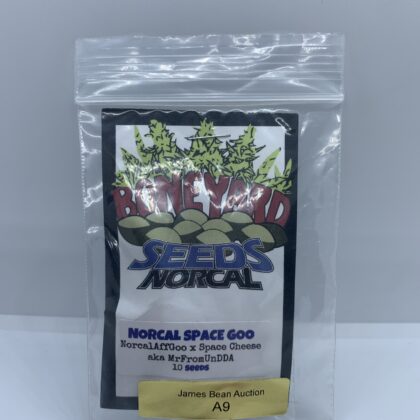 BONEYARD
SEEDS
NORCAL
NORCAL SPACE GOO
NorcalAffGoo x Space Cheese
aka MrFromUnDDA
10 SEEDS
James Bean Auction
A9